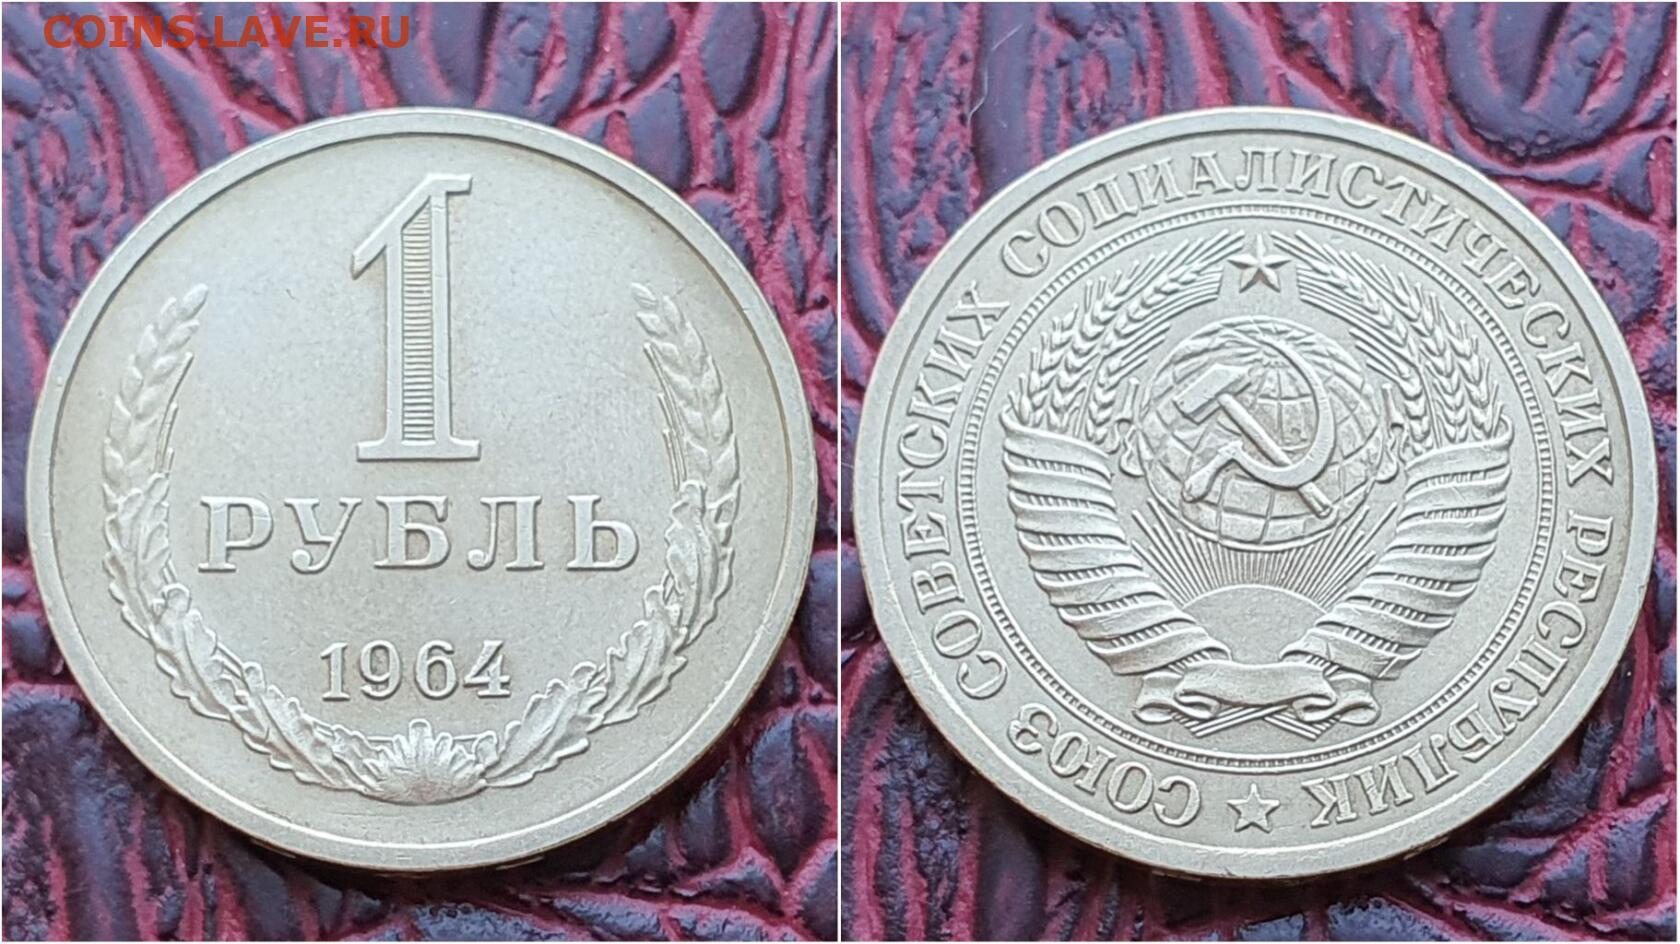 COINS.LAVE.RU
1
РУБЛЬ
1964
СОЮЗ СОВЕТСКИХ СОЦИАЛИСТИЧЕСКИХ РЕСПУБЛИК